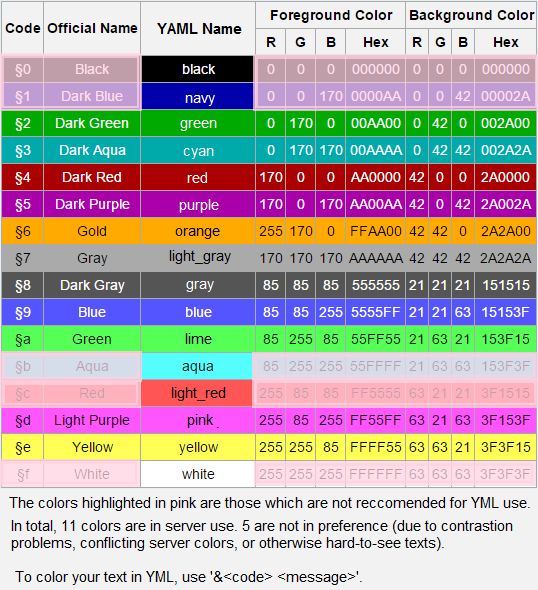 Code Official Name YAML Name Foreground Color Background Color
R G B Hex R G B Hex
§0 Black black 0 0 0 000000 0 0 0 000000
§1 Dark Blue navy 0 0 170 0000AA 0 0 42 00002A
§2 Dark Green green 0 170 0 00AA00 0 42 0 002A00
§3 Dark Aqua cyan 0 170 170 00AAAA 0 42 42 002A2A
§4 Dark Red red 170 0 0 AA0000 42 0 0 2A0000
§5 Dark Purple purple 170 0 170 AA00AA 42 0 42 2A002A
§6 Gold orange 255 170 0 FFAA00 42 42 0 2A2A00
§7 Gray light_gray 170 170 170 AAAAAA 42 42 42 2A2A2A
§8 Dark Gray gray 85 85 85 555555 21 21 21 151515
§9 Blue blue 85 85 255 5555FF 21 21 63 15153F
§a Green lime 85 255 85 55FF55 21 63 21 153F15
§b Aqua aqua 85 255 255 55FFFF 21 63 63 153F3F
§c Red light_red 255 85 85 FF5555 63 21 21 3F1515
§d Light Purple pink 255 85 255 FF55FF 63 21 63 3F153F
§e Yellow yellow 255 255 85 FFFF55 63 63 21 3F3F15
§f White white 255 255 255 FFFFFF 63 63 63 3F3F3F
The colors highlighted in pink are those which are not reccomended for YML use.
In total, 11 colors are in server use. 5 are not in preference (due to contrastion
problems, conflicting server colors, or otherwise hard-to-see texts).
To color your text in YML, use '&<code> <message>'.